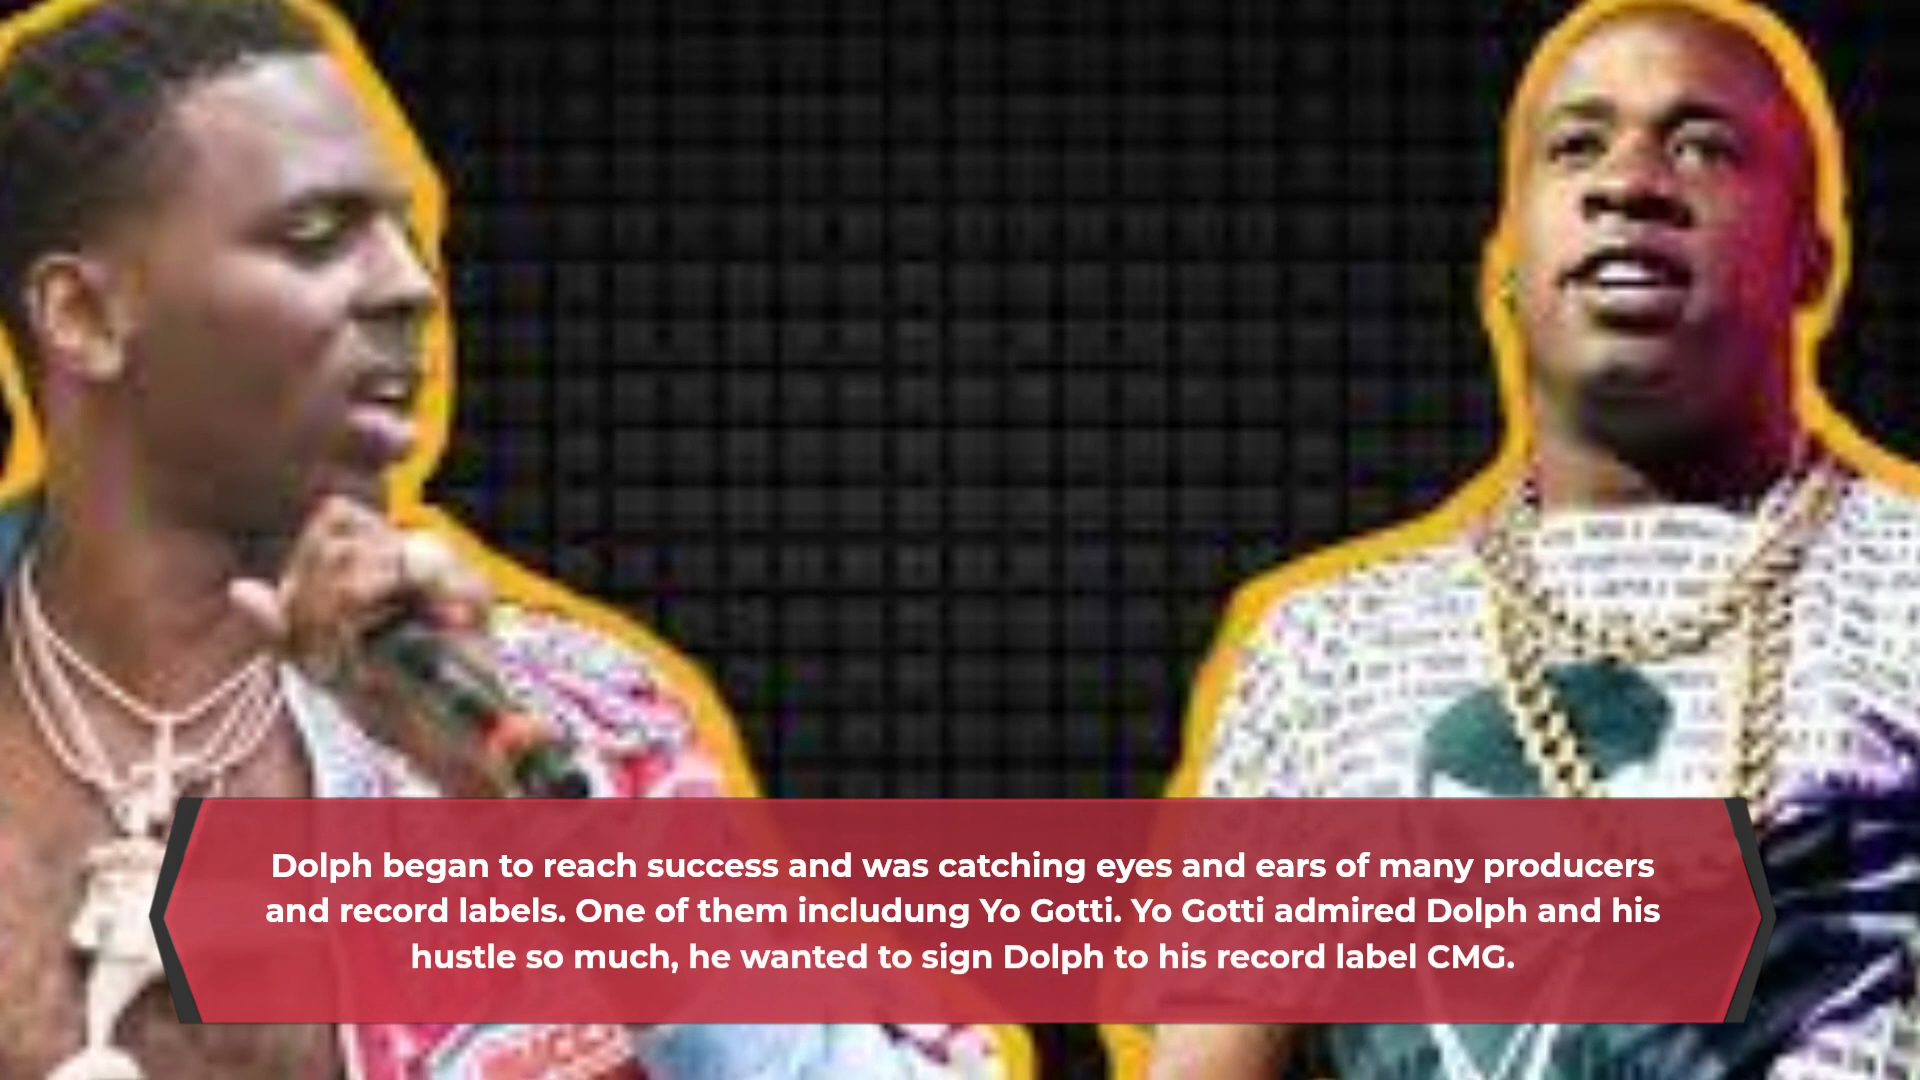 Dolph began to reach success and was catching eyes and ears of many producers
and record labels. One of them includung Yo Gotti. Yo Gotti admired Dolph and his
hustle so much, he wanted to sign Dolph to his record label CMG.